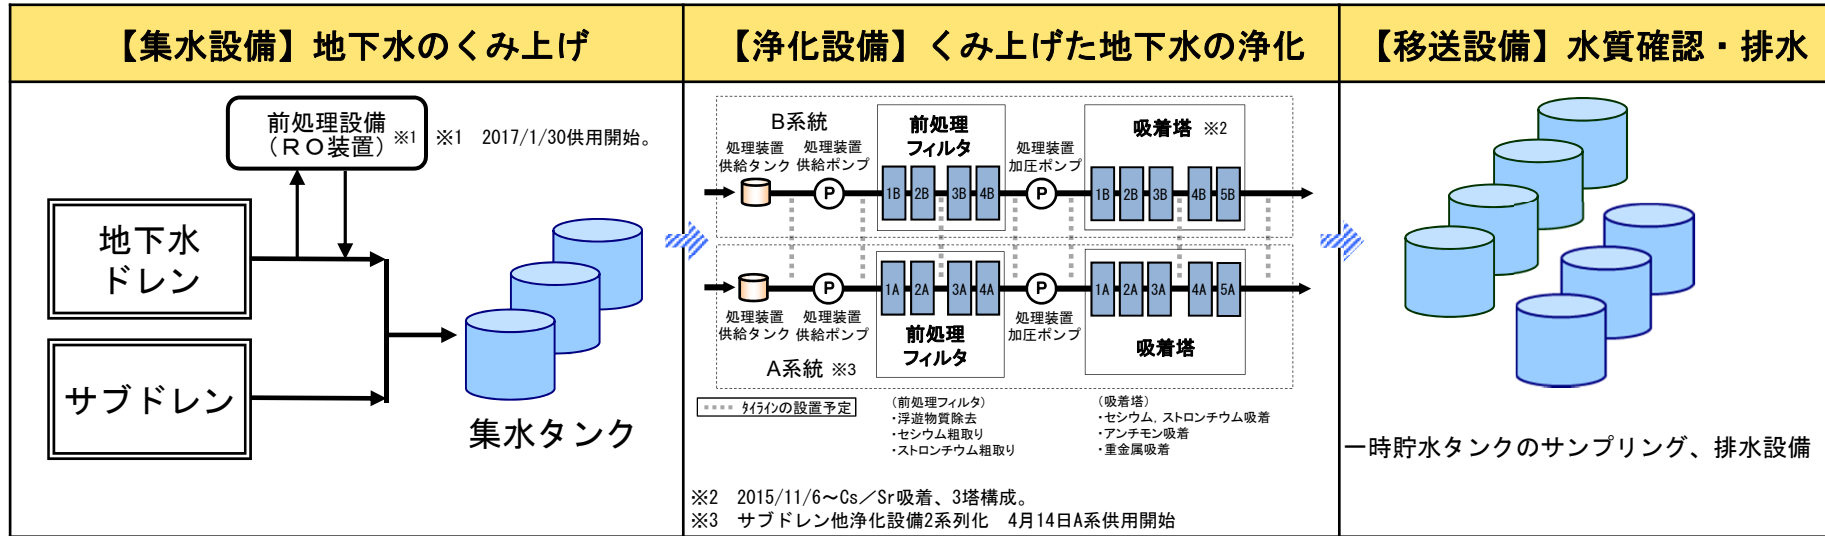 【集水設備】地下水のくみ上げ
前処理設備
(RO装置)※1
※1　2017/1/30供用開始。
地下水
ドレン
サブドレン
集水タンク
【浄化設備】くみ上げた地下水の浄化
B系統
処理装置
供給タンク
処理装置
供給ポンプ
前処理
フィルタ
処理装置
加圧ポンプ
吸着塔 ※2
P
1B 2B 3B 4B
P
1B 2B 3B 4B 5B
P
1A 2A 3A 4A
P
1A 2A 3A 4A 5A
処理装置
供給タンク
処理装置
供給ポンプ
前処理
フィルタ
処理装置
加圧ポンプ
吸着塔
A系統 ※3
ﾀｲﾗｲﾝの設置予定
(前処理フィルタ)
・浮遊物質除去
・セシウム粗取り
・ストロンチウム粗取り
(吸着塔)
・セシウム, ストロンチウム吸着
・アンチモン吸着
・重金属吸着
※2　2015/11/6～Cs／Sr吸着、3塔構成。
※3　サブドレン他浄化設備2系列化　4月14日A系供用開始
【移送設備】水質確認・排水
一時貯水タンクのサンプリング、排水設備